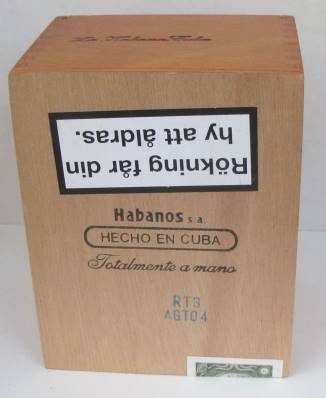 Rökning får din
hy att åldras.
Habanos s.a.
HECHO EN CUBA
Totalmente a mano
RT3
AGT04